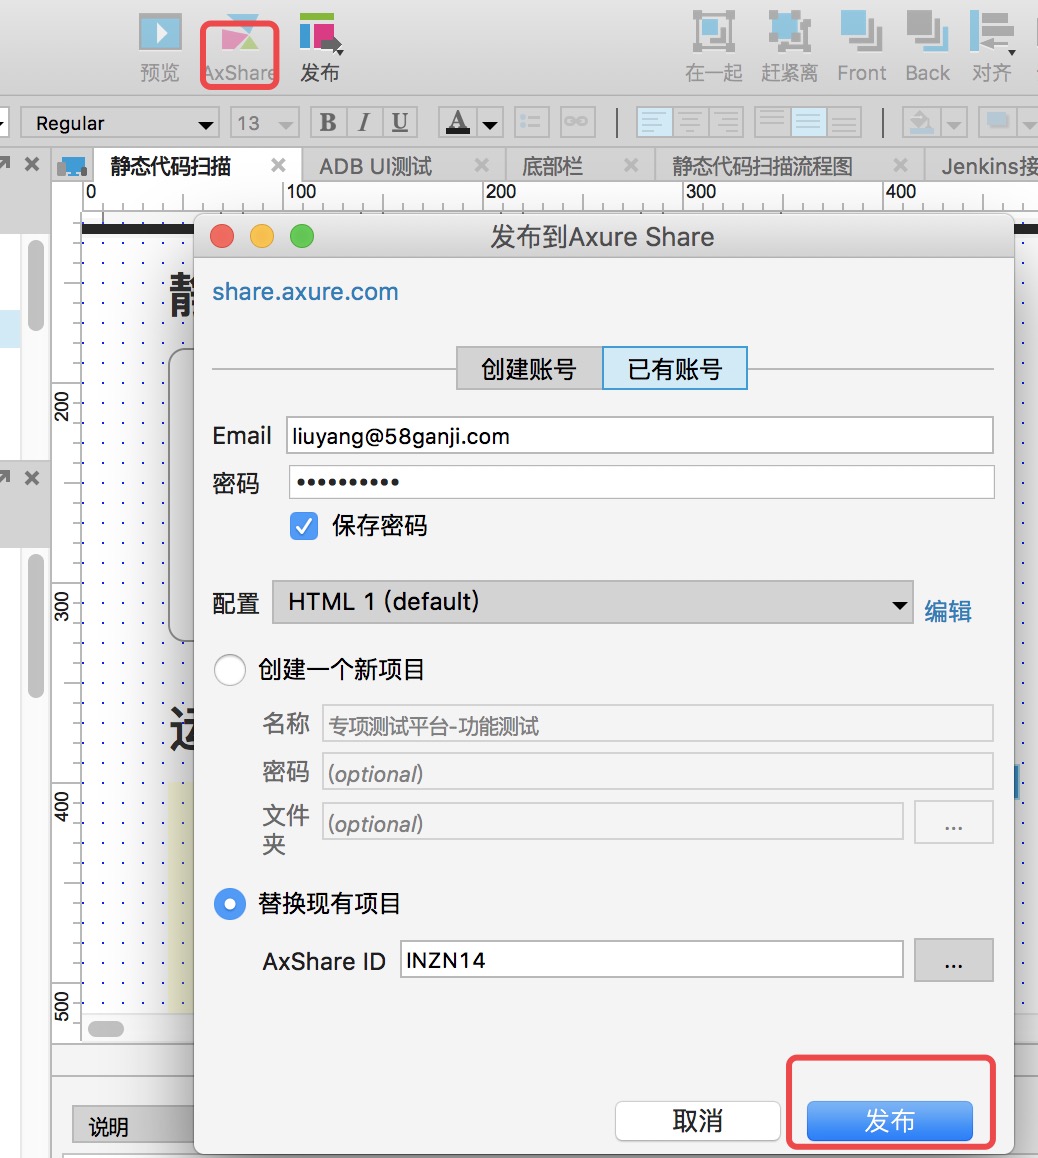 预览 AxShare 发布 在一起 赶紧离 Front Back 对齐
Regular 13 B I U A
静态代码扫描 ADB UI测试 底部栏 静态代码扫描流程图 Jenkins接
0 100 200 300 400
发布到Axure Share
share.axure.com
创建账号 已有账号
200
Email liuyang@58ganji.com
密码 ••••••••••
保存密码
300
配置 HTML 1 (default) 编辑
创建一个新项目
名称 专项测试平台-功能测试
密码 (optional)
400
文件夹 (optional) ...
替换现有项目
AxShare ID INZN14 ...
500
取消 发布
说明